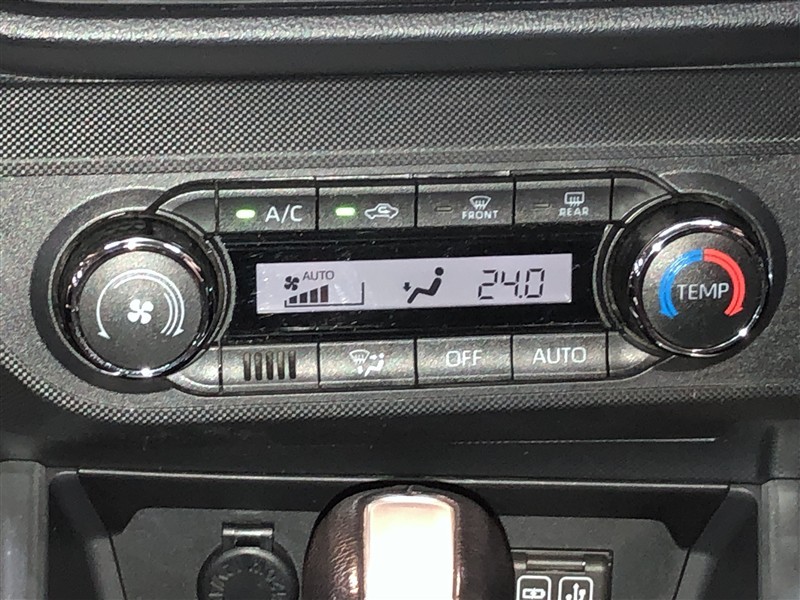 A/C
FRONT
REAR
AUTO
24.0
TEMP
OFF
AUTO